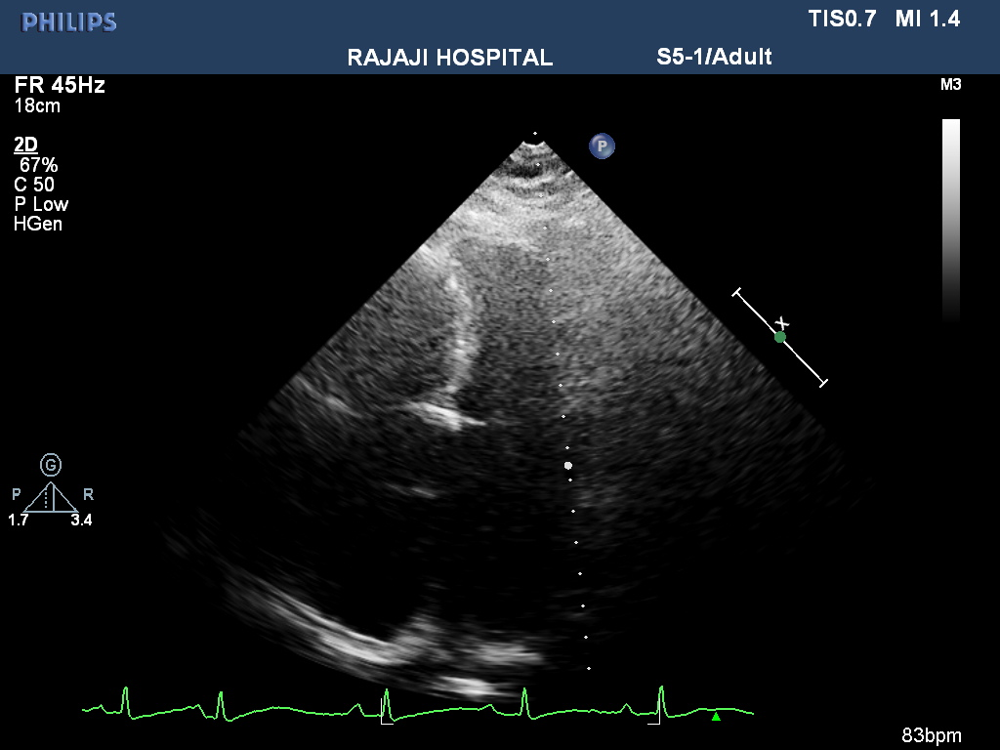 PHILIPS
TIS0.7 MI 1.4
RAJAJI HOSPITAL
S5-1/Adult
FR 45Hz
18cm
M3
2D
67%
C 50
P Low
HGen
P
X
G
P R
1.7 3.4
83bpm